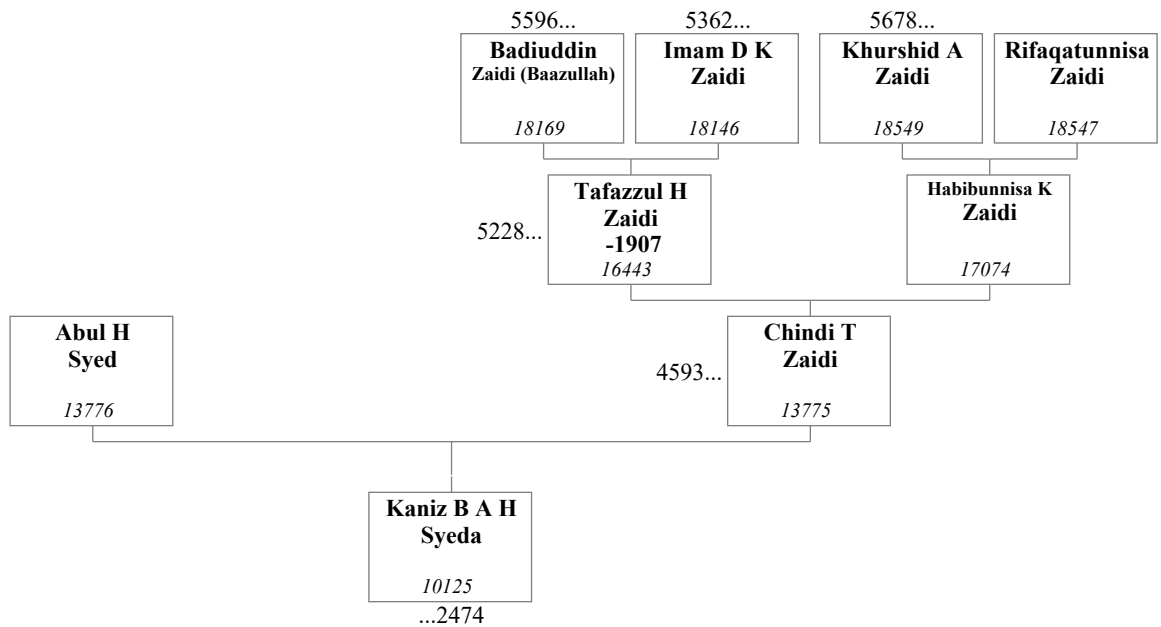 5596...
5362...
5678...
Badiuddin
Zaidi (Baazullah)
18169
Imam D K
Zaidi
18146
Khurshid A
Zaidi
18549
Rifaqatunnisa
Zaidi
18547
5228...
Tafazzul H
Zaidi
-1907
16443
Habibunnisa K
Zaidi
17074
Abul H
Syed
13776
4593...
Chindi T
Zaidi
13775
Kaniz B A H
Syeda
10125
...2474